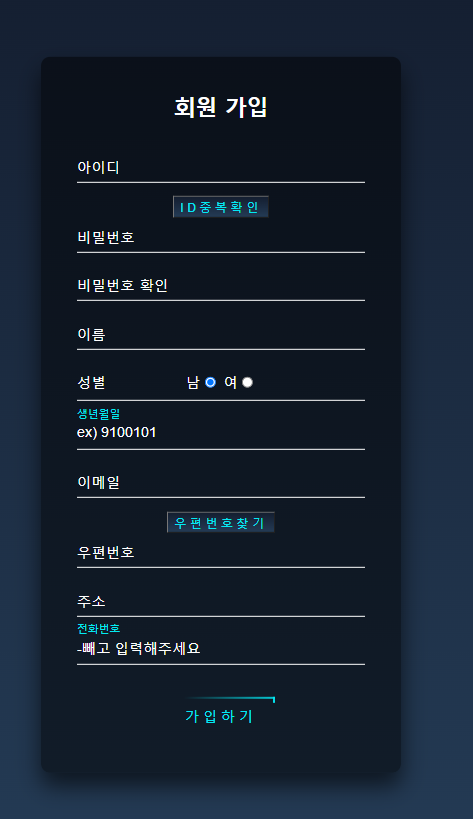 회원 가입
아이디
ID중복확인
비밀번호
비밀번호 확인
이름
성별 남 여
생년월일
ex) 9100101
이메일
우편번호찾기
우편번호
주소
전화번호
-빼고 입력해주세요
가입하기